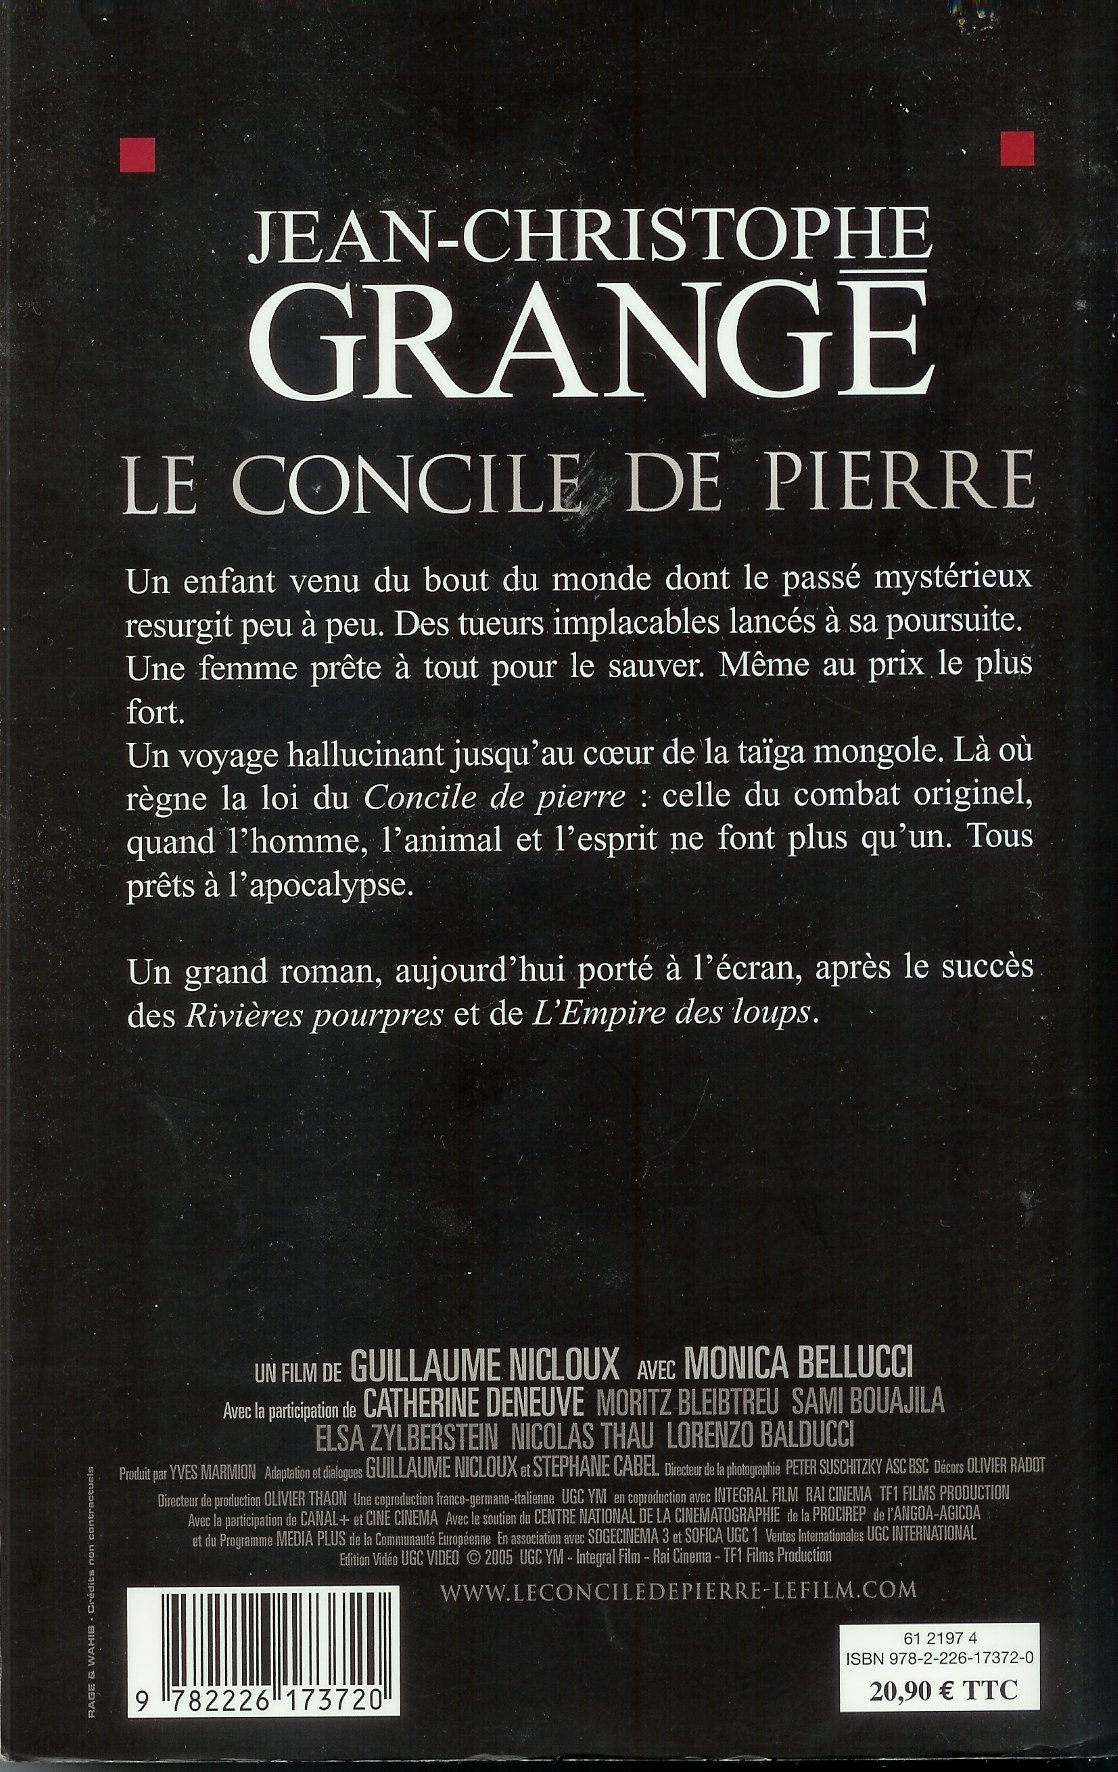 JEAN-CHRISTOPHE
GRANGÉ
LE CONCILE DE PIERRE
Un enfant venu du bout du monde dont le passé mystérieux
resurgit peu à peu. Des tueurs implacables lancés à sa poursuite.
Une femme prête à tout pour le sauver. Même au prix le plus
fort.
Un voyage hallucinant jusqu'au cœur de la taïga mongole. Là où
règne la loi du Concile de pierre : celle du combat originel,
quand l'homme, l'animal et l'esprit ne font plus qu'un. Tous
prêts à l'apocalypse.
Un grand roman, aujourd'hui porté à l'écran, après le succès
des Rivières pourpres et de L'Empire des loups.
UN FILM DE GUILLAUME NICLOUX AVEC MONICA BELLUCCI
Avec la participation de CATHERINE DENEUVE MORITZ BLEIBTREU SAMI BOUAJILA
ELSA ZYLBERSTEIN NICOLAS THAU LORENZO BALDUCCI
Produit par YVES MARMION Adaptation et dialogues GUILLAUME NICLOUX et STEPHANE CABEL Directeur de la photographie PETER SUSCHITZKY ASC BSC Décors OLIVIER RADOT
Directeur de production OLIVIER THAON Une coproduction franco-germano-italienne UGC YM en coproduction avec INTEGRAL FILM RAI CINEMA TF1 FILMS PRODUCTION
Avec la participation de CANAL+ et CINE CINEMA Avec le soutien du CENTRE NATIONAL DE LA CINEMATOGRAPHIE de la PROCIREP de l'ANGOA-AGICOA
et du Programme MEDIA PLUS de la Communauté Européenne En association avec SOGECINEMA 3 et SOFICA UGC 1 Ventes Internationales UGC INTERNATIONAL
Edition Vidéo UGC VIDEO © 2005 UGC YM - Integral Film - Rai Cinema - TF1 Films Production
WWW.LECONCILEDEPIERRE-LEFILM.COM
RAGE & WAHIB - Crédits non contractuels
9 782226 173720
61 2197 4
ISBN 978-2-226-17372-0
20,90 € TTC